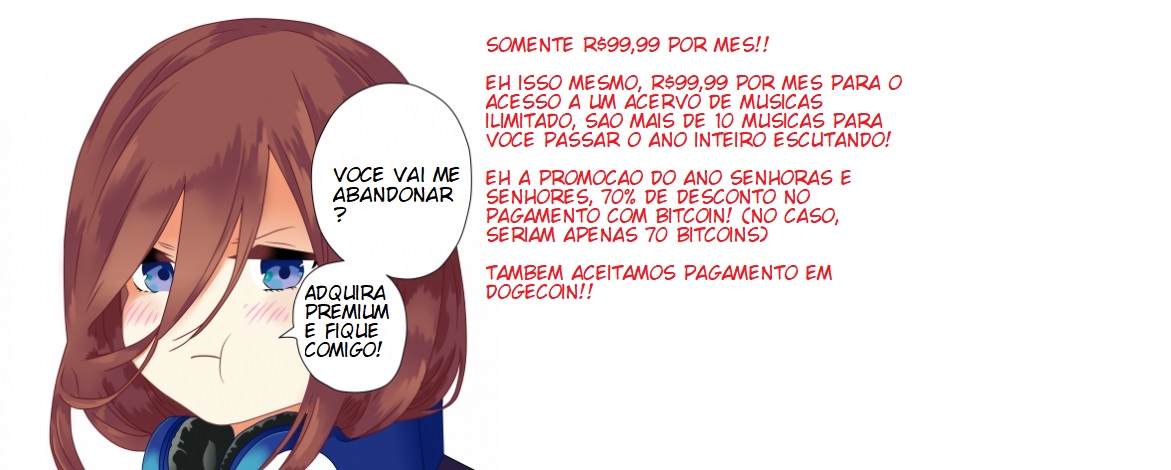 VOCE VAI ME
ABANDONAR
?
ADQUIRA
PREMIUM
E FIQUE
COMIGO!
SOMENTE R$99,99 POR MES!!
EH ISSO MESMO, R$99,99 POR MES PARA O
ACESSO A UM ACERVO DE MUSICAS
ILIMITADO, SAO MAIS DE 10 MUSICAS PARA
VOCE PASSAR O ANO INTEIRO ESCUTANDO!
EH A PROMOCAO DO ANO SENHORAS E
SENHORES, 70% DE DESCONTO NO
PAGAMENTO COM BITCOIN! (NO CASO,
SERIAM APENAS 70 BITCOINS)
TAMBEM ACEITAMOS PAGAMENTO EM
DOGECOIN!!